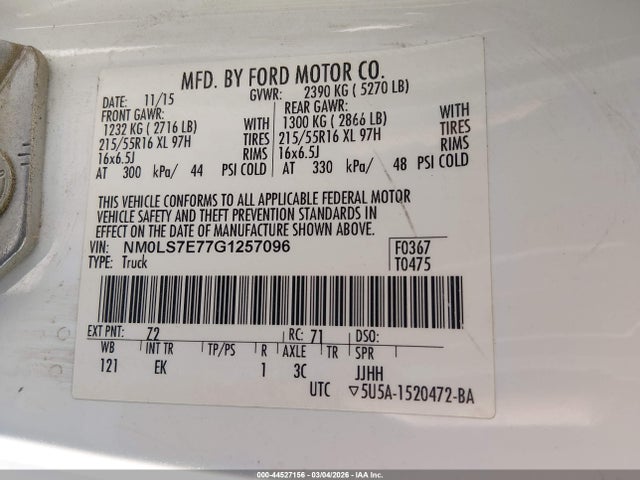 MFD. BY FORD MOTOR CO.
DATE: 11/15 GVWR: 2390 KG ( 5270 LB)
FRONT GAWR: REAR GAWR: WITH
1232 KG ( 2716 LB) WITH 1300 KG ( 2866 LB) TIRES
215/55R16 XL 97H TIRES 215/55R16 XL 97H RIMS
16x6.5J RIMS 16x6.5J
AT 300 kPa/ 44 PSI COLD AT 330 kPa/ 48 PSI COLD
THIS VEHICLE CONFORMS TO ALL APPLICABLE FEDERAL MOTOR
VEHICLE SAFETY AND THEFT PREVENTION STANDARDS IN
EFFECT ON THE DATE OF MANUFACTURE SHOWN ABOVE.
VIN: NM0LS7E77G1257096 F0367
TYPE: Truck T0475
EXT PNT: Z2 RC: 71 DSO:
WB INT TR TP/PS R AXLE TR SPR
121 EK 1 3C JJHH
UTC ▽5U5A-1520472-BA
000-44527156 - 03/04/2026 - IAA Inc.